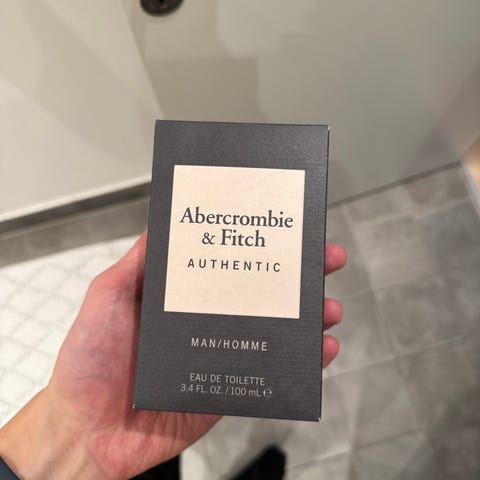 Abercrombie
& Fitch
AUTHENTIC
MAN/HOMME
EAU DE TOILETTE
3.4 FL. OZ. / 100 mL ℮